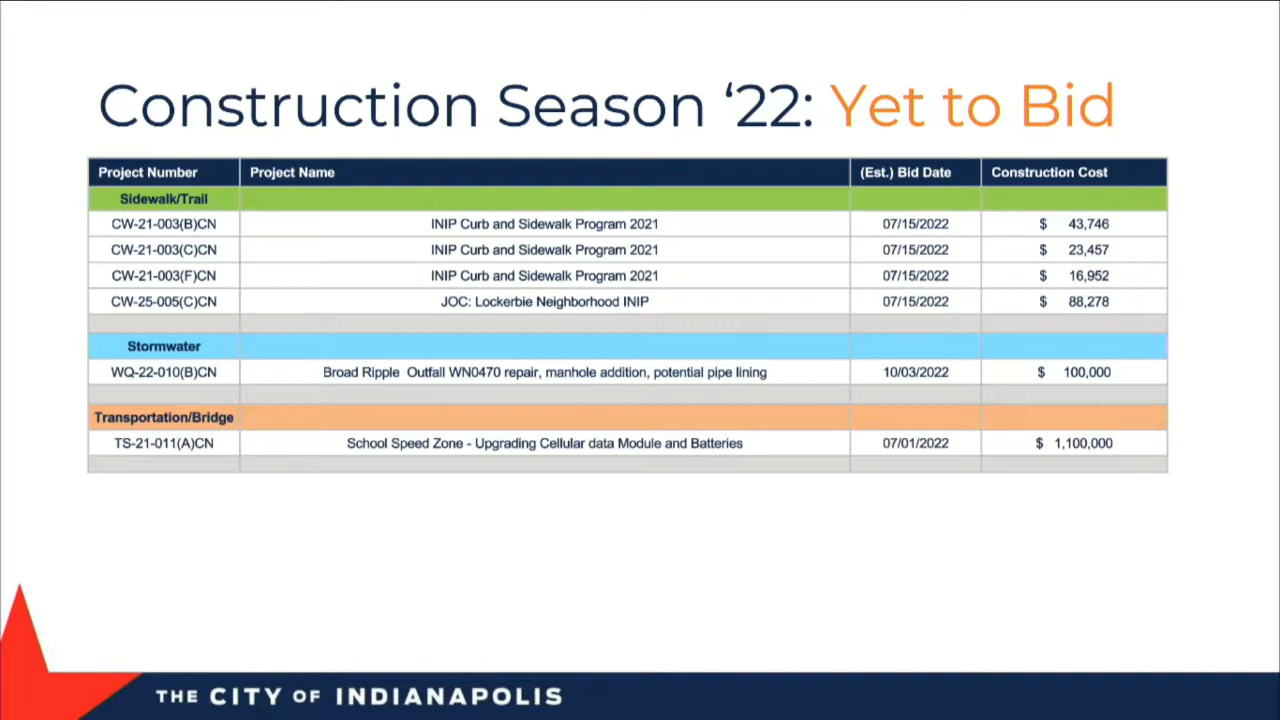 Construction Season ‘22: Yet to Bid
Project Number Project Name (Est.) Bid Date Construction Cost
Sidewalk/Trail
CW-21-003(B)CN INIP Curb and Sidewalk Program 2021 07/15/2022 $ 43,746
CW-21-003(C)CN INIP Curb and Sidewalk Program 2021 07/15/2022 $ 23,457
CW-21-003(F)CN INIP Curb and Sidewalk Program 2021 07/15/2022 $ 16,952
CW-25-005(C)CN JOC: Lockerbie Neighborhood INIP 07/15/2022 $ 88,278
Stormwater
WQ-22-010(B)CN Broad Ripple Outfall WN0470 repair, manhole addition, potential pipe lining 10/03/2022 $ 100,000
Transportation/Bridge
TS-21-011(A)CN School Speed Zone - Upgrading Cellular data Module and Batteries 07/01/2022 $ 1,100,000
THE CITY OF INDIANAPOLIS